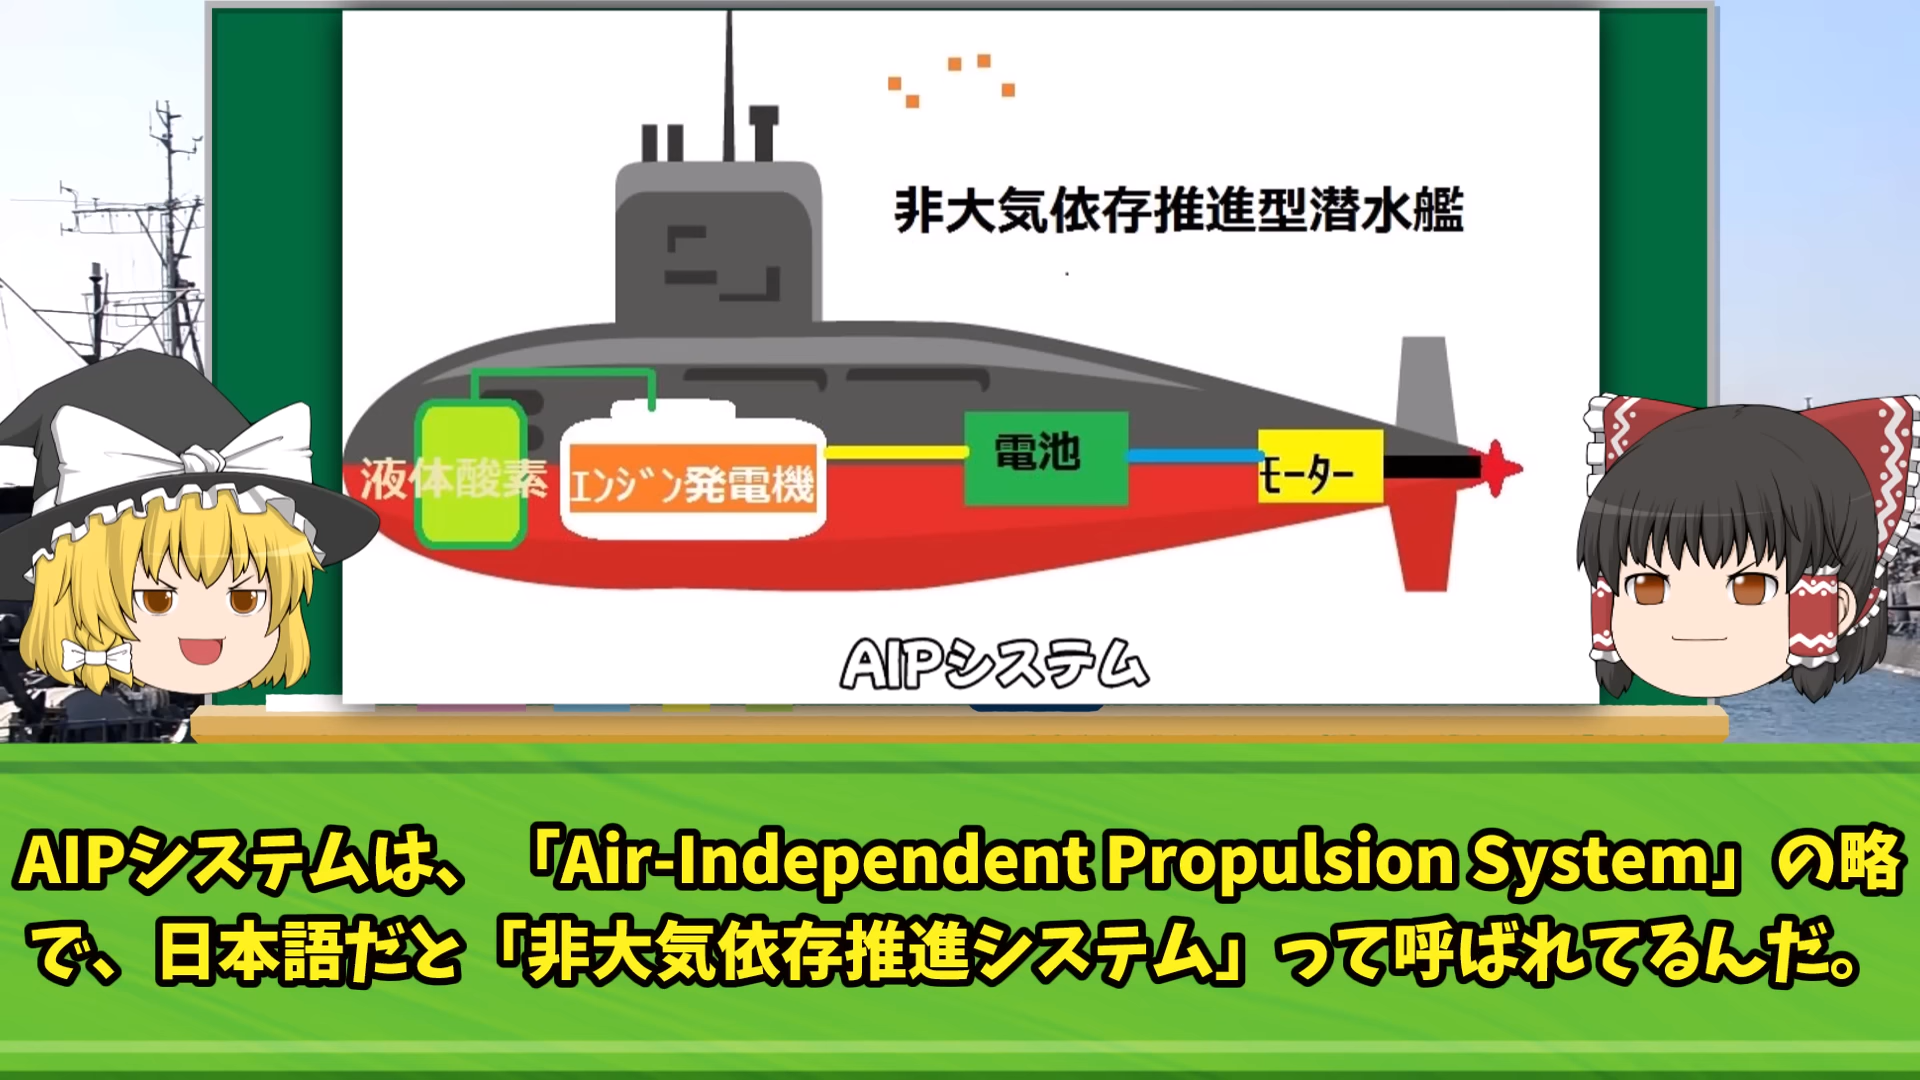 非大気依存推進型潜水艦
液体酸素
エンジン発電機
電池
モーター
AIPシステム
AIPシステムは、「Air-Independent Propulsion System」の略
で、日本語だと「非大気依存推進システム」って呼ばれてるんだ。